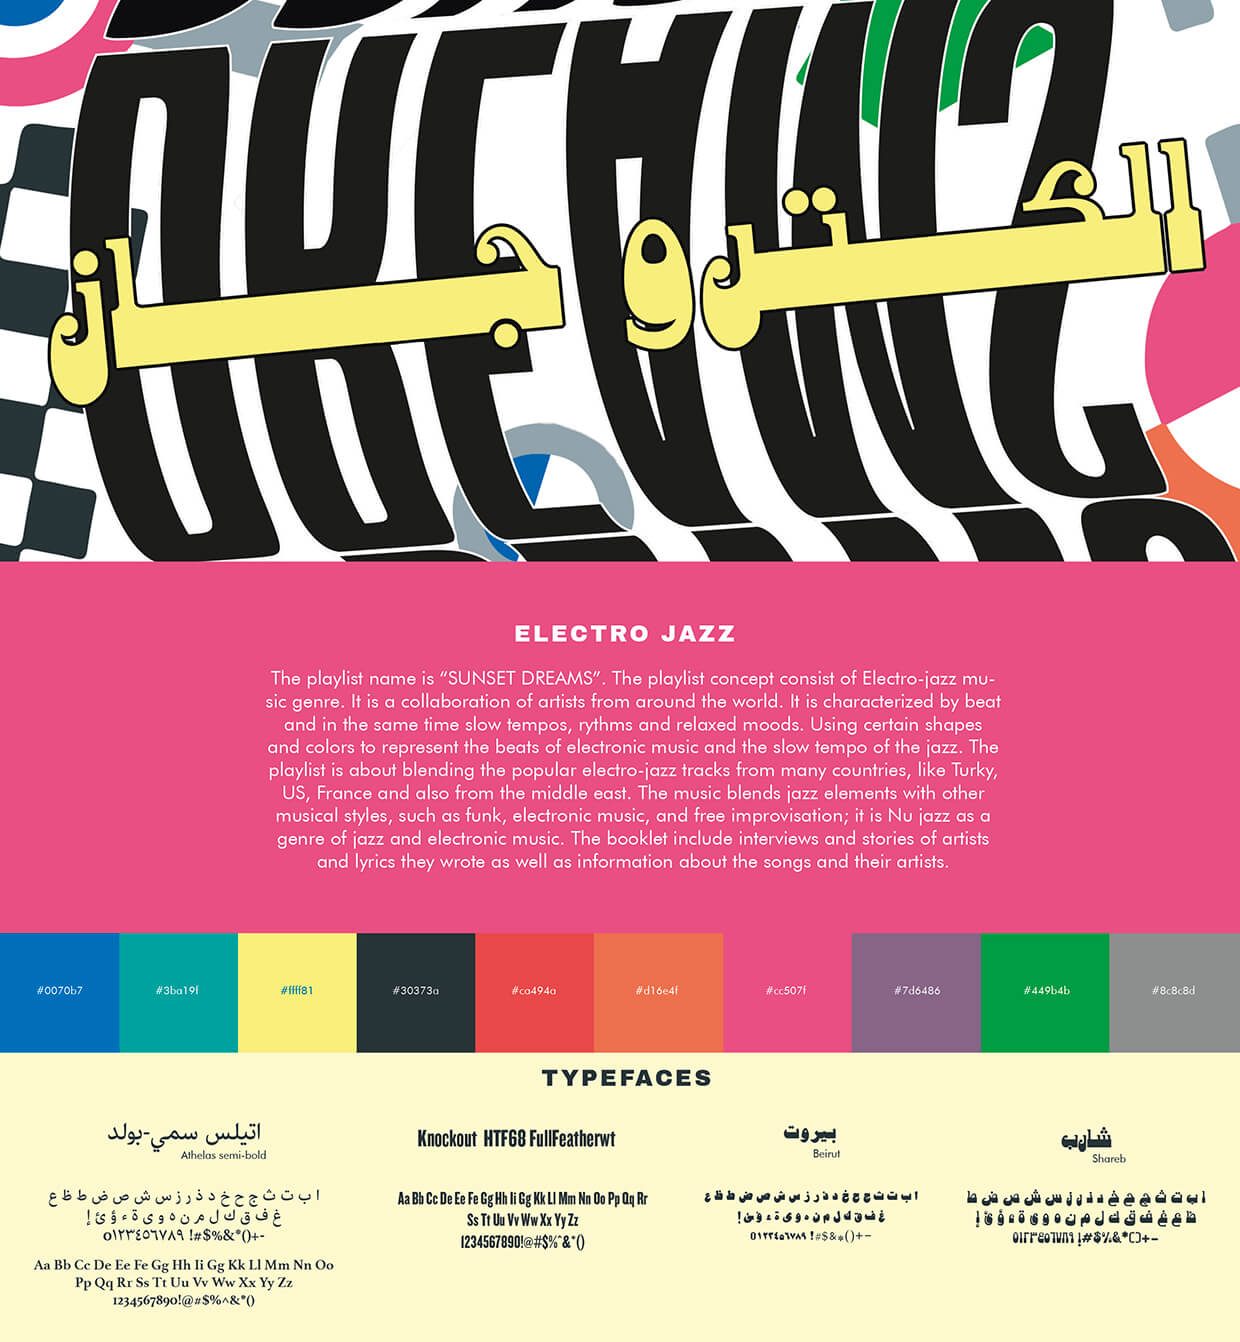 الكترو جاز
ELECTRO JAZZ
The playlist name is “SUNSET DREAMS”. The playlist concept consist of Electro-jazz mu-
sic genre. It is a collaboration of artists from around the world. It is characterized by beat
and in the same time slow tempos, rythms and relaxed moods. Using certain shapes
and colors to represent the beats of electronic music and the slow tempo of the jazz. The
playlist is about blending the popular electro-jazz tracks from many countries, like Turky,
US, France and also from the middle east. The music blends jazz elements with other
musical styles, such as funk, electronic music, and free improvisation; it is Nu jazz as a
genre of jazz and electronic music. The booklet include interviews and stories of artists
and lyrics they wrote as well as information about the songs and their artists.
#0070b7 #3ba19f #ffff81 #30373a #ca494a #d16e4f #cc507f #7d6486 #449b4b #8c8c8d
TYPEFACES
اتيلس سمي-بولد
Athelas semi-bold
ا ب ت ث ج ح خ د ذ ر ز س ش ص ض ط ظ ع
غ ف ق ك ل م ن ه و ي ة ء ؤ ئ إ
٠١٢٣٤٥٦٧٨٩ !#$%&*()+-
Aa Bb Cc Dd Ee Fe Gg Hh Ii Gg Kk Ll Mm Nn Oo
Pp Qq Rr Ss Tt Uu Vv Ww Xx Yy Zz
1234567890!@#$%^&*()
Knockout HTF68 FullFeatherwt
Aa Bb Cc De Ee Fe Gg Hh Ii Gg Kk Ll Mm Nn Oo Pp Qq Rr
Ss Tt Uu Vv Ww Xx Yy Zz
1234567890!@#$%^&*()
بيروت
Beirut
ا ب ت ث ج ح خ د ذ ر ز س ش ص ض ط ظ ع
غ ف ق ك ل م ن ه و ى ة ء ؤ ئ إ
٠١٢٣٤٥٦٧٨٩ !#$&*()+−
شارب
Shareb
ا ب ت ث ج ح خ د ذ ر ز س ش ص ض ط
ظ ع غ ف ق ك ل م ن ه و ي ة ء ؤ ئ إ
٠١٢٣٤٥٦٧٨٩ !#$%&*()+−